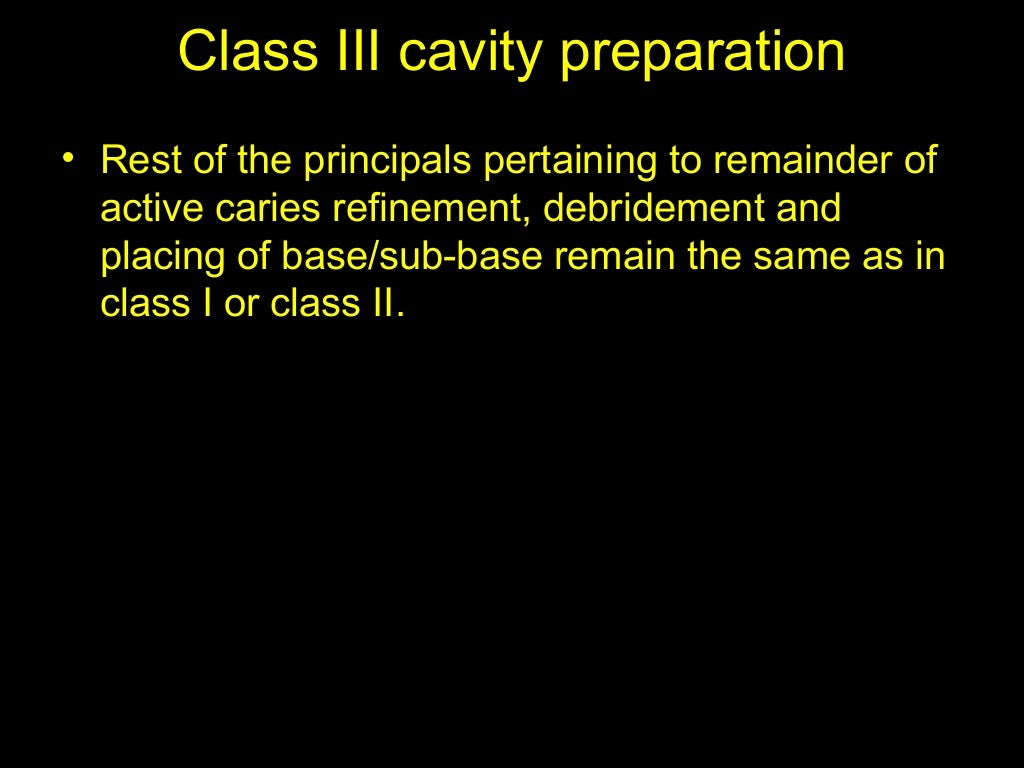 Class III cavity preparation
• Rest of the principals pertaining to remainder of
active caries refinement, debridement and
placing of base/sub-base remain the same as in
class I or class II.